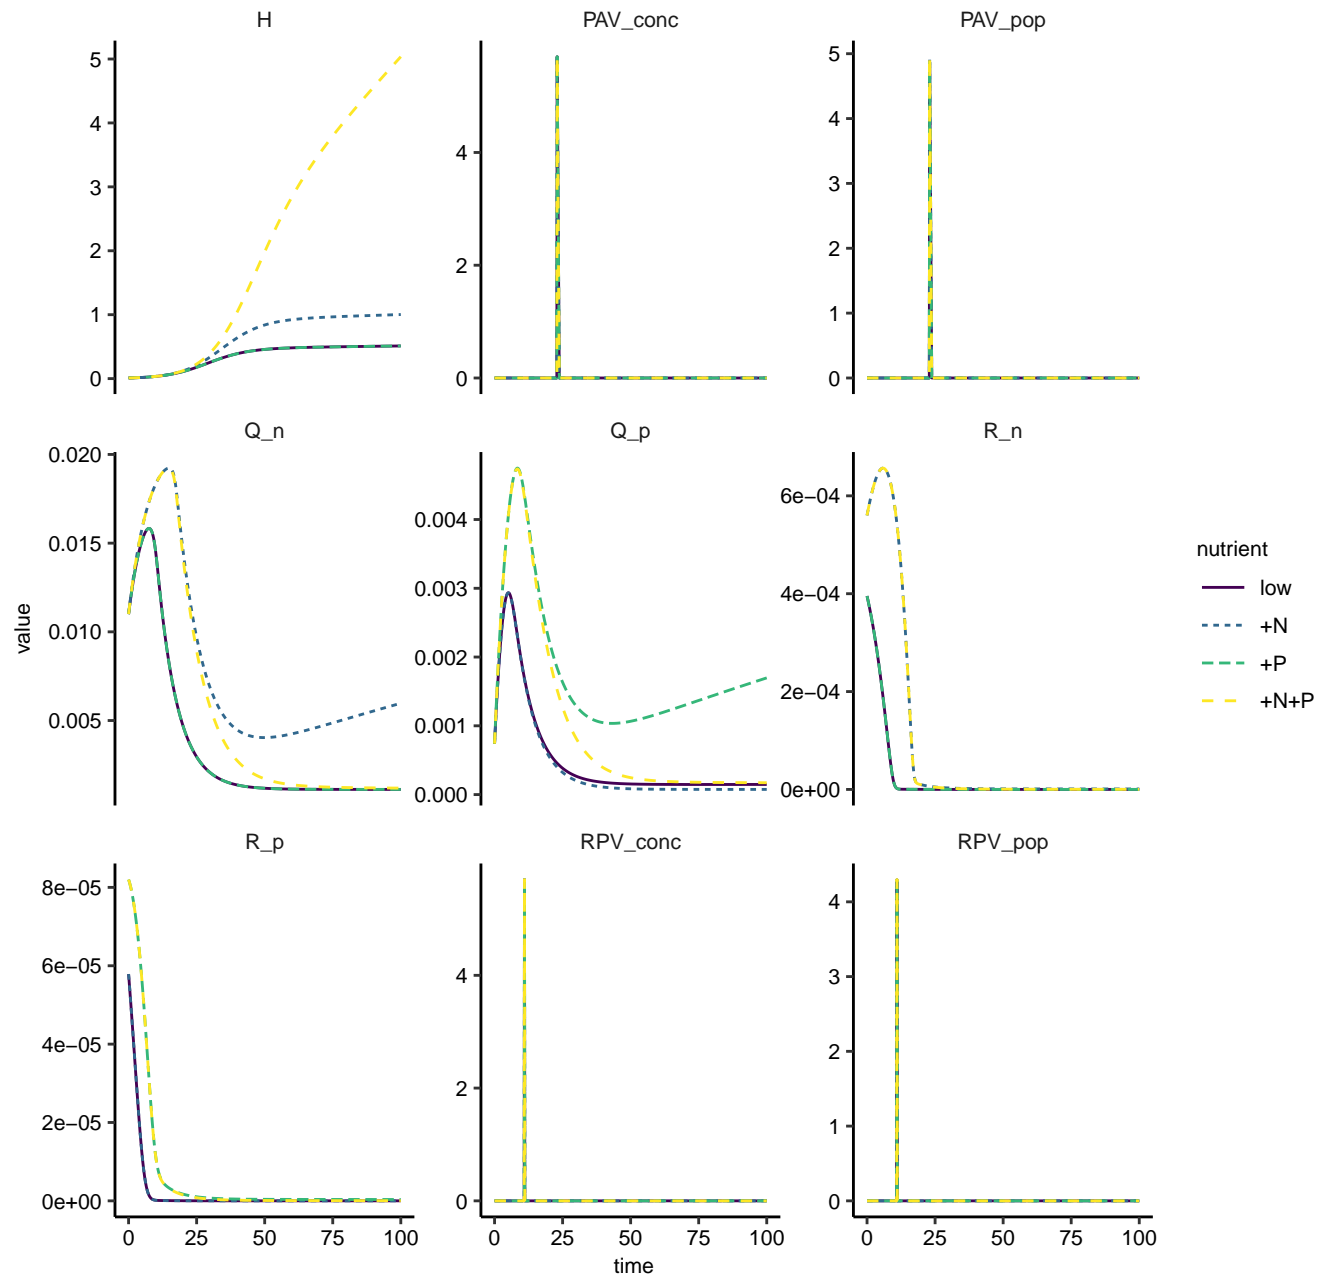 H
PAV_conc
PAV_pop
5
4
3
2
1
0
4
2
0
5
4
3
2
1
0
Q_n
Q_p
R_n
0.020
0.015
0.010
0.005
0.004
0.003
0.002
0.001
0.000
6e−04
4e−04
2e−04
0e+00
value
nutrient
low
+N
+P
+N+P
R_p
RPV_conc
RPV_pop
8e−05
6e−05
4e−05
2e−05
0e+00
4
2
0
4
3
2
1
0
0 25 50 75 100
0 25 50 75 100
0 25 50 75 100
time